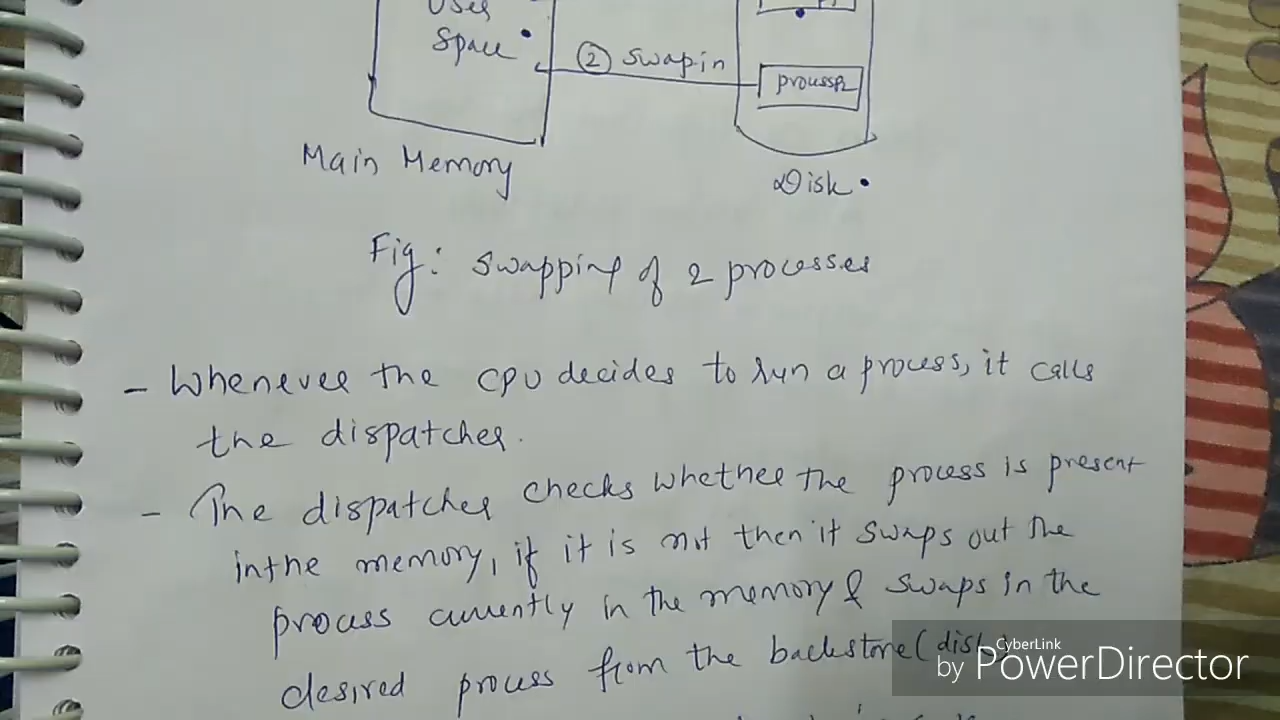 User
Space
② Swapin
process P2
Main Memory
Disk
Fig: Swapping of 2 processes
- Whenever the CPU decides to run a process, it calls
the dispatcher.
- The dispatcher checks whether the process is present
in the memory, if it is not then it swaps out the
process currently in the memory & swaps in the
desired process from the backstore (disk)
CyberLink
by PowerDirector